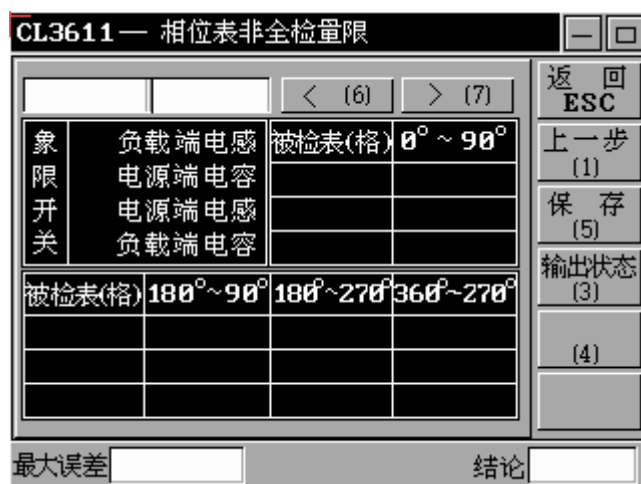 CL3611— 相位表非全检量限
< (6) > (7)
象限开关
负载端电感
电源端电容
电源端电感
负载端电容
被检表(格) 0°~90°
被检表(格) 180°~90° 180°~270° 360°~270°
返 回
ESC
上一步
(1)
保 存
(5)
输出状态
(3)
(4)
最大误差
结论